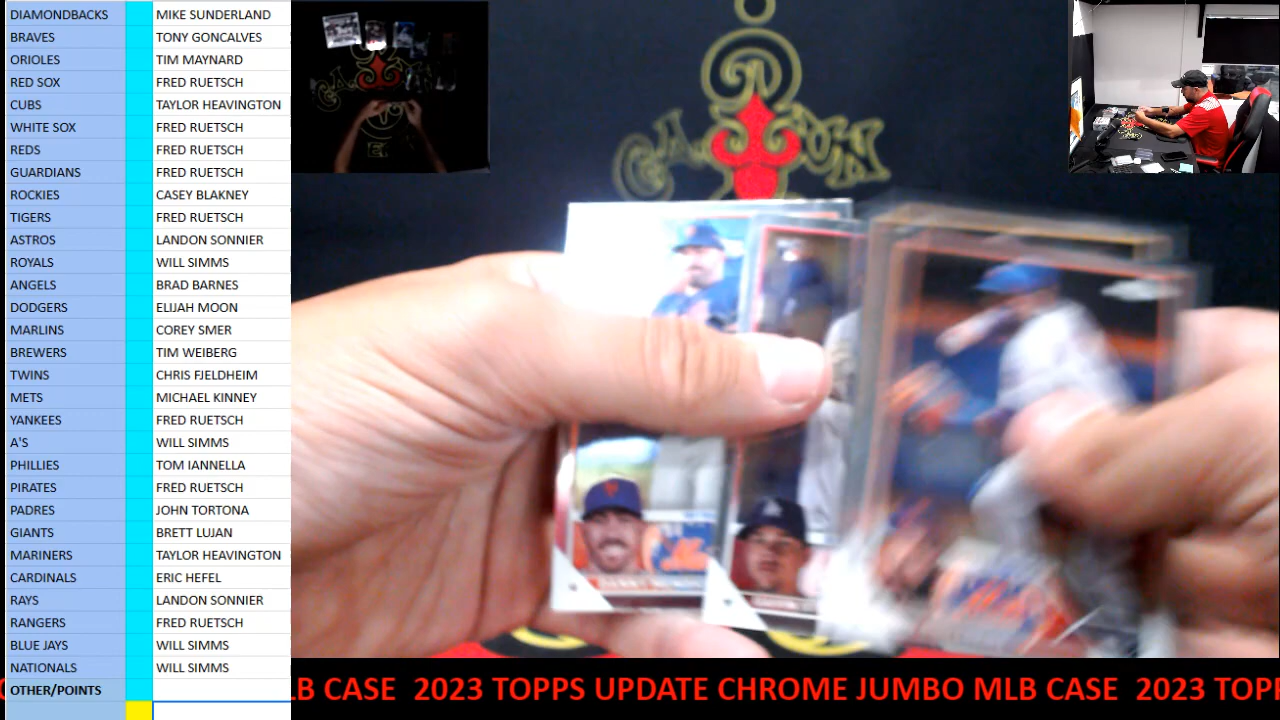 DIAMONDBACKS MIKE SUNDERLAND
BRAVES TONY GONCALVES
ORIOLES TIM MAYNARD
RED SOX FRED RUETSCH
CUBS TAYLOR HEAVINGTON
WHITE SOX FRED RUETSCH
REDS FRED RUETSCH
GUARDIANS FRED RUETSCH
ROCKIES CASEY BLAKNEY
TIGERS FRED RUETSCH
ASTROS LANDON SONNIER
ROYALS WILL SIMMS
ANGELS BRAD BARNES
DODGERS ELIJAH MOON
MARLINS COREY SMER
BREWERS TIM WEIBERG
TWINS CHRIS FJELDHEIM
METS MICHAEL KINNEY
YANKEES FRED RUETSCH
A'S WILL SIMMS
PHILLIES TOM IANNELLA
PIRATES FRED RUETSCH
PADRES JOHN TORTONA
GIANTS BRETT LUJAN
MARINERS TAYLOR HEAVINGTON
CARDINALS ERIC HEFEL
RAYS LANDON SONNIER
RANGERS FRED RUETSCH
BLUE JAYS WILL SIMMS
NATIONALS WILL SIMMS
OTHER/POINTS
LB CASE 2023 TOPPS UPDATE CHROME JUMBO MLB CASE 2023 TOPP